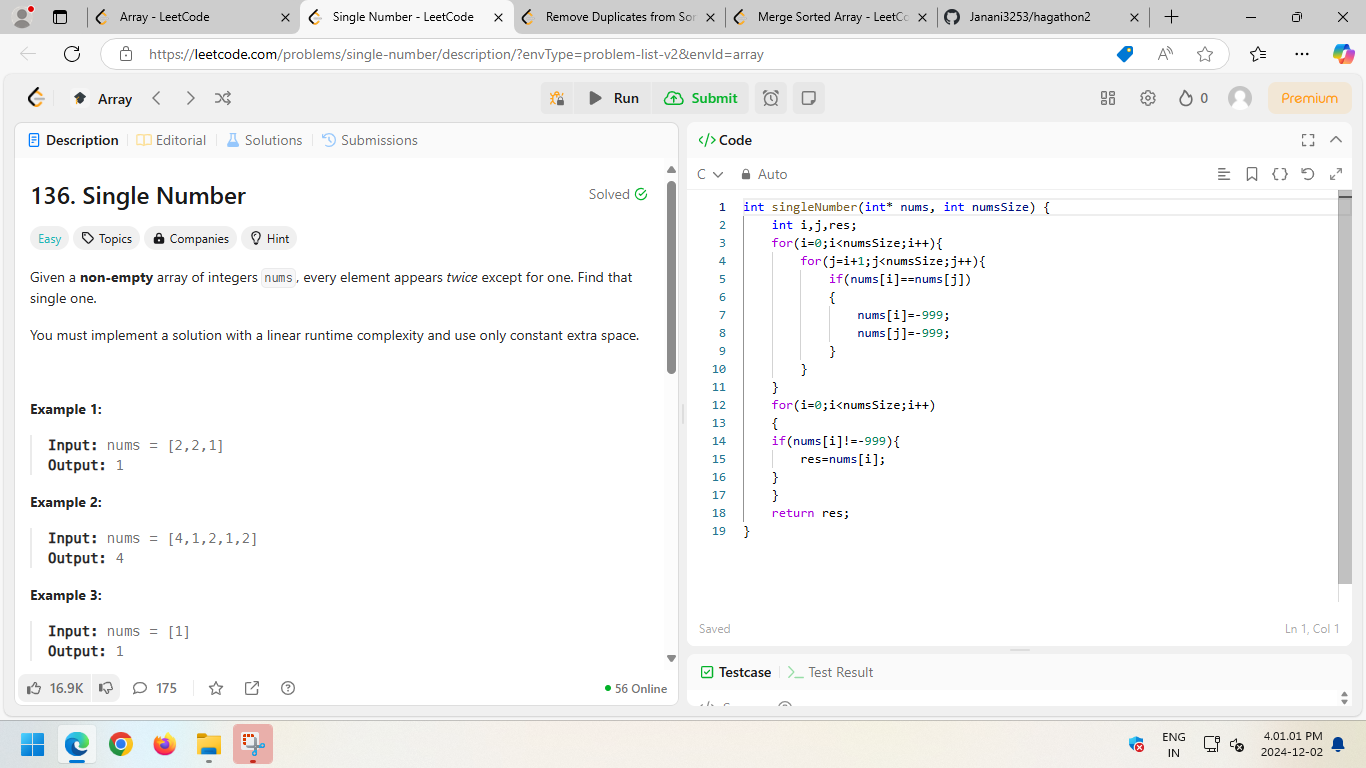 Array - LeetCode
Single Number - LeetCode
Remove Duplicates from Sor
Merge Sorted Array - LeetCo
Janani3253/hagathon2
https://leetcode.com/problems/single-number/description/?envType=problem-list-v2&envId=array
Array
Run
Submit
0
Premium
Description
Editorial
Solutions
Submissions
136. Single Number
Solved
Easy
Topics
Companies
Hint
Given a non-empty array of integers nums, every element appears twice except for one. Find that
single one.
You must implement a solution with a linear runtime complexity and use only constant extra space.
Example 1:
Input: nums = [2,2,1]
Output: 1
Example 2:
Input: nums = [4,1,2,1,2]
Output: 4
Example 3:
Input: nums = [1]
Output: 1
16.9K
175
56 Online
Code
C
Auto
1 int singleNumber(int* nums, int numsSize) {
2 int i,j,res;
3 for(i=0;i<numsSize;i++){
4 for(j=i+1;j<numsSize;j++){
5 if(nums[i]==nums[j])
6 {
7 nums[i]=-999;
8 nums[j]=-999;
9 }
10 }
11 }
12 for(i=0;i<numsSize;i++)
13 {
14 if(nums[i]!=-999){
15 res=nums[i];
16 }
17 }
18 return res;
19 }
Saved
Ln 1, Col 1
Testcase
Test Result
ENG
IN
4.01.01 PM
2024-12-02